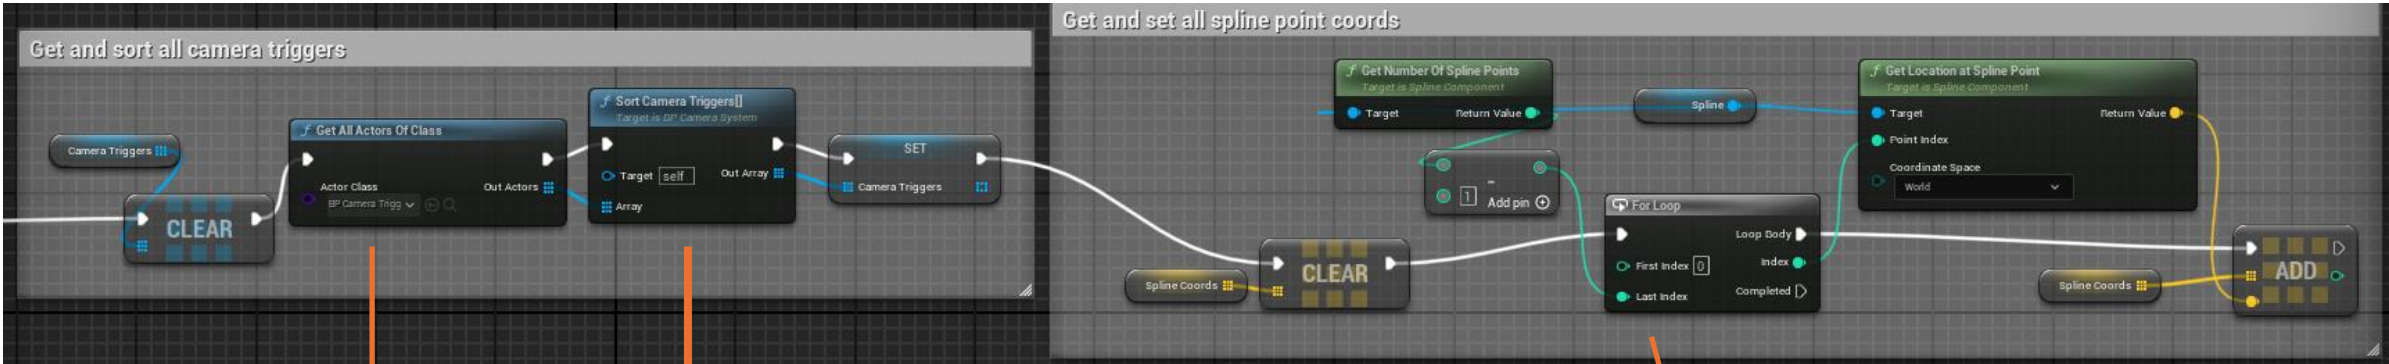 Get and sort all camera triggers
Camera Triggers
CLEAR
Get All Actors Of Class
Actor Class
BP Camera Trigg
Out Actors
Sort Camera Triggers[]
Target is BP Camera System
Target self
Out Array
Array
SET
Camera Triggers
Get and set all spline point coords
Spline Coords
CLEAR
Get Number Of Spline Points
Target is Spline Component
Target Return Value
-
1 Add pin
For Loop
Loop Body
First Index 0
Index
Last Index
Completed
Spline
Get Location at Spline Point
Target is Spline Component
Target Return Value
Point Index
Coordinate Space
World
Spline Coords
ADD